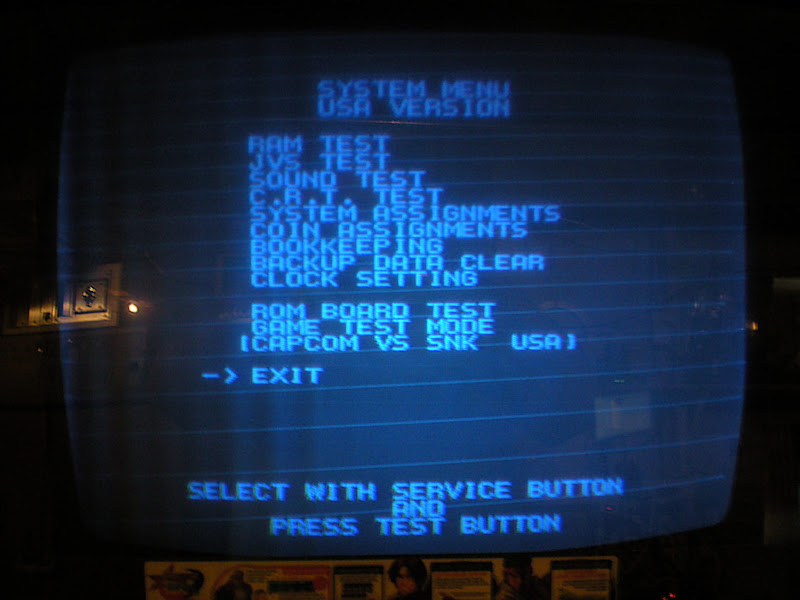 SYSTEM MENU
USA VERSION
RAM TEST
JVS TEST
SOUND TEST
C.R.T. TEST
SYSTEM ASSIGNMENTS
COIN ASSIGNMENTS
BOOKKEEPING
BACKUP DATA CLEAR
CLOCK SETTING
ROM BOARD TEST
GAME TEST MODE
[CAPCOM VS SNK USA]
-> EXIT
SELECT WITH SERVICE BUTTON
AND
PRESS TEST BUTTON